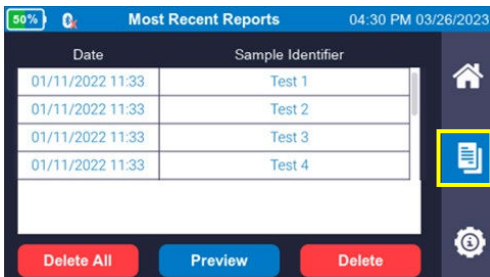 50% Most Recent Reports 04:30 PM 03/26/2023
Date Sample Identifier
01/11/2022 11:33 Test 1
01/11/2022 11:33 Test 2
01/11/2022 11:33 Test 3
01/11/2022 11:33 Test 4
Delete All Preview Delete